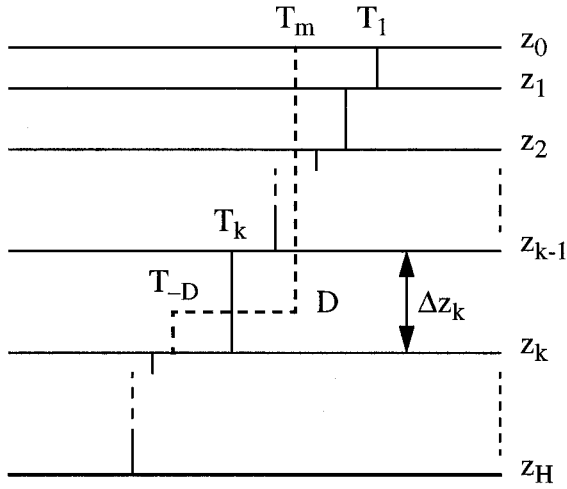 T_m T_1
z_0
z_1
z_2
T_k
z_{k-1}
T_{–D}
D Δz_k
z_k
z_H